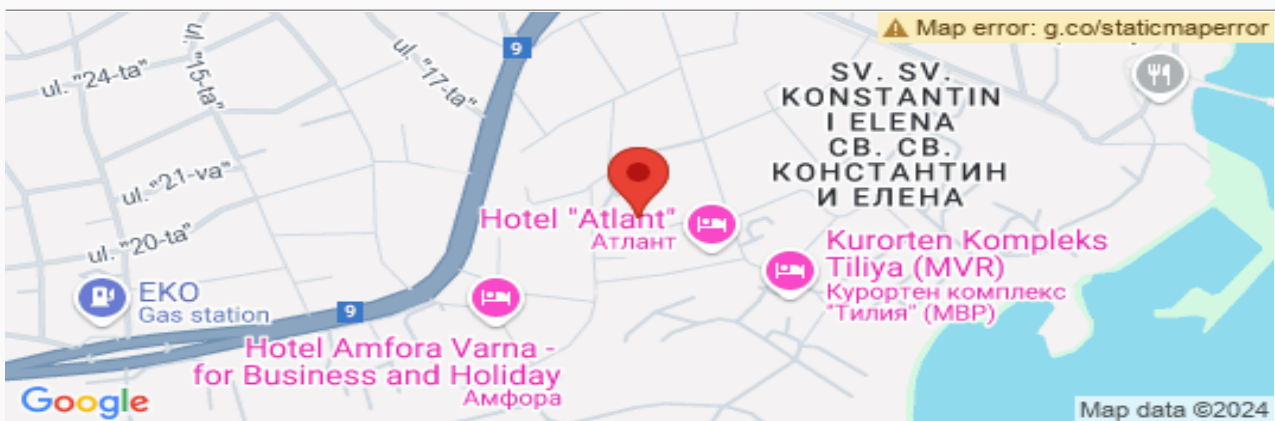 Map error: g.co/staticmaperror
9
ul. "24-ta"
ul. "15-ta"
ul. "17-ta"
SV. SV.
KONSTANTIN
I ELENA
СВ. СВ.
КОНСТАНТИН
И ЕЛЕНА
ul. "21-va"
ul. "20-ta"
Hotel "Atlant"
Атлант
Kurorten Kompleks
Tiliya (MVR)
Курортен комплекс
"Тилия" (МВР)
EKO
Gas station
9
Hotel Amfora Varna -
for Business and Holiday
Амфора
Google
Map data ©2024